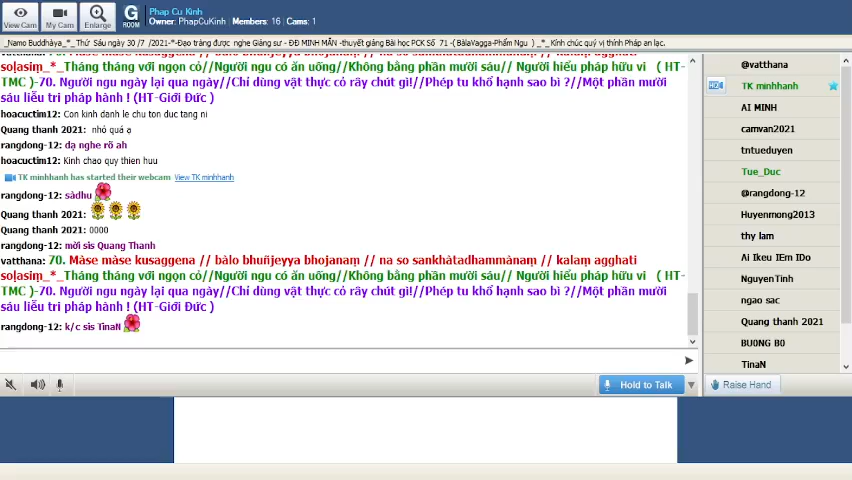 Phap Cu Kinh
Owner: PhapCuKinh Members: 16 Cams: 1
View Cam
My Cam
Enlarge
G
ROOM
_Namo Buddhàya_*_ Thứ Sáu ngày 30 /7 /2021-*-Đạo tràng được nghe Giảng sư - ĐĐ MINH MẪN -thuyết giảng Bài học PCK Số 71 -( BàlaVagga-Phẩm Ngu ) _*_ Kính chúc quý vị thính Pháp an lạc.
soḷasiṃ_*_Tháng tháng với ngọn cỏ//Người ngu có ăn uống//Không bằng phần mười sáu// Người hiểu pháp hữu vi ( HT-
TMC )-70. Người ngu ngày lại qua ngày//Chỉ dùng vật thực cỏ rây chút gì!//Phép tu khổ hạnh sao bì ?//Một phần mười
sáu liễu tri pháp hành ! (HT-Giới Đức )
hoacuctim12: Con kinh danh le chu ton duc tang ni
Quang thanh 2021: nhỏ quá ạ
rangdong-12: dạ nghe rõ ah
hoacuctim12: Kinh chao quy thien huu
TK minhhanh has started their webcam View TK minhhanh
rangdong-12: sàdhu
Quang thanh 2021:
Quang thanh 2021: 0000
rangdong-12: mời sis Quang Thanh
vatthana: 70. Màse màse kusaggena // bàlo bhuñjeyya bhojanaṃ // na so sankhàtadhammànaṃ // kalaṃ agghati
soḷasiṃ_*_Tháng tháng với ngọn cỏ//Người ngu có ăn uống//Không bằng phần mười sáu// Người hiểu pháp hữu vi ( HT-
TMC )-70. Người ngu ngày lại qua ngày//Chỉ dùng vật thực cỏ rây chút gì!//Phép tu khổ hạnh sao bì ?//Một phần mười
sáu liễu tri pháp hành ! (HT-Giới Đức )
rangdong-12: k/c sis TinaN
Hold to Talk
@vatthana
HD
TK minhhanh
AI MINH
camvan2021
tntueduyen
Tue_Duc
@rangdong-12
Huyenmong2013
thy lam
Ai Ikeu IEm IDo
NguyenTinh
ngao sac
Quang thanh 2021
BU0NG B0
TinaN
Raise Hand